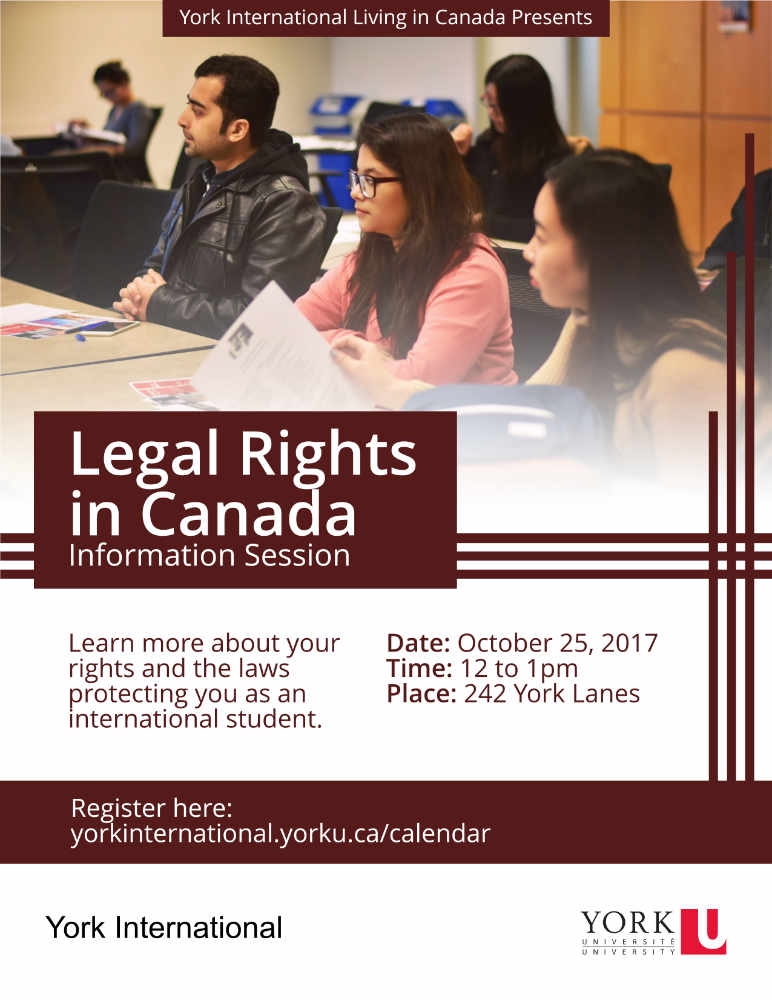 York International Living in Canada Presents
Legal Rights
in Canada
Information Session
Learn more about your
rights and the laws
protecting you as an
international student.
Date: October 25, 2017
Time: 12 to 1pm
Place: 242 York Lanes
Register here:
yorkinternational.yorku.ca/calendar
York International
YORK U
UNIVERSITÉ
UNIVERSITY